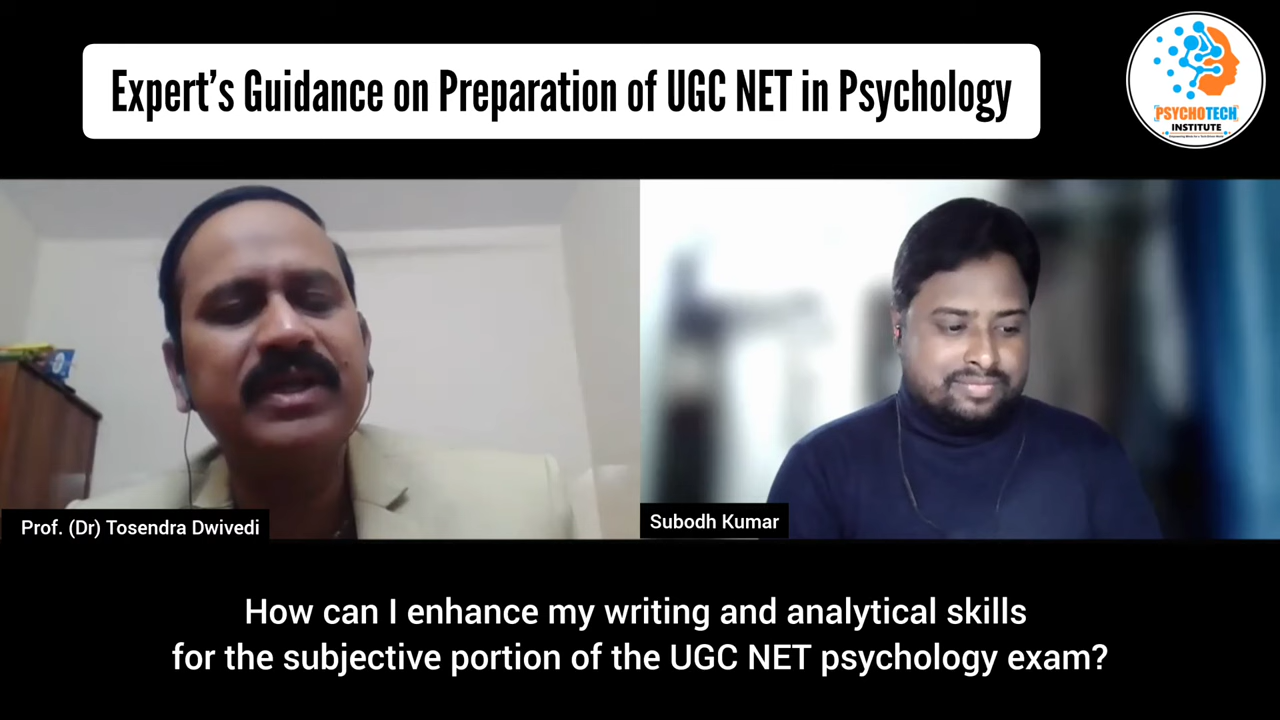 Expert's Guidance on Preparation of UGC NET in Psychology
PSYCHOTECH
INSTITUTE
Prof. (Dr) Tosendra Dwivedi
Subodh Kumar
How can I enhance my writing and analytical skills
for the subjective portion of the UGC NET psychology exam?